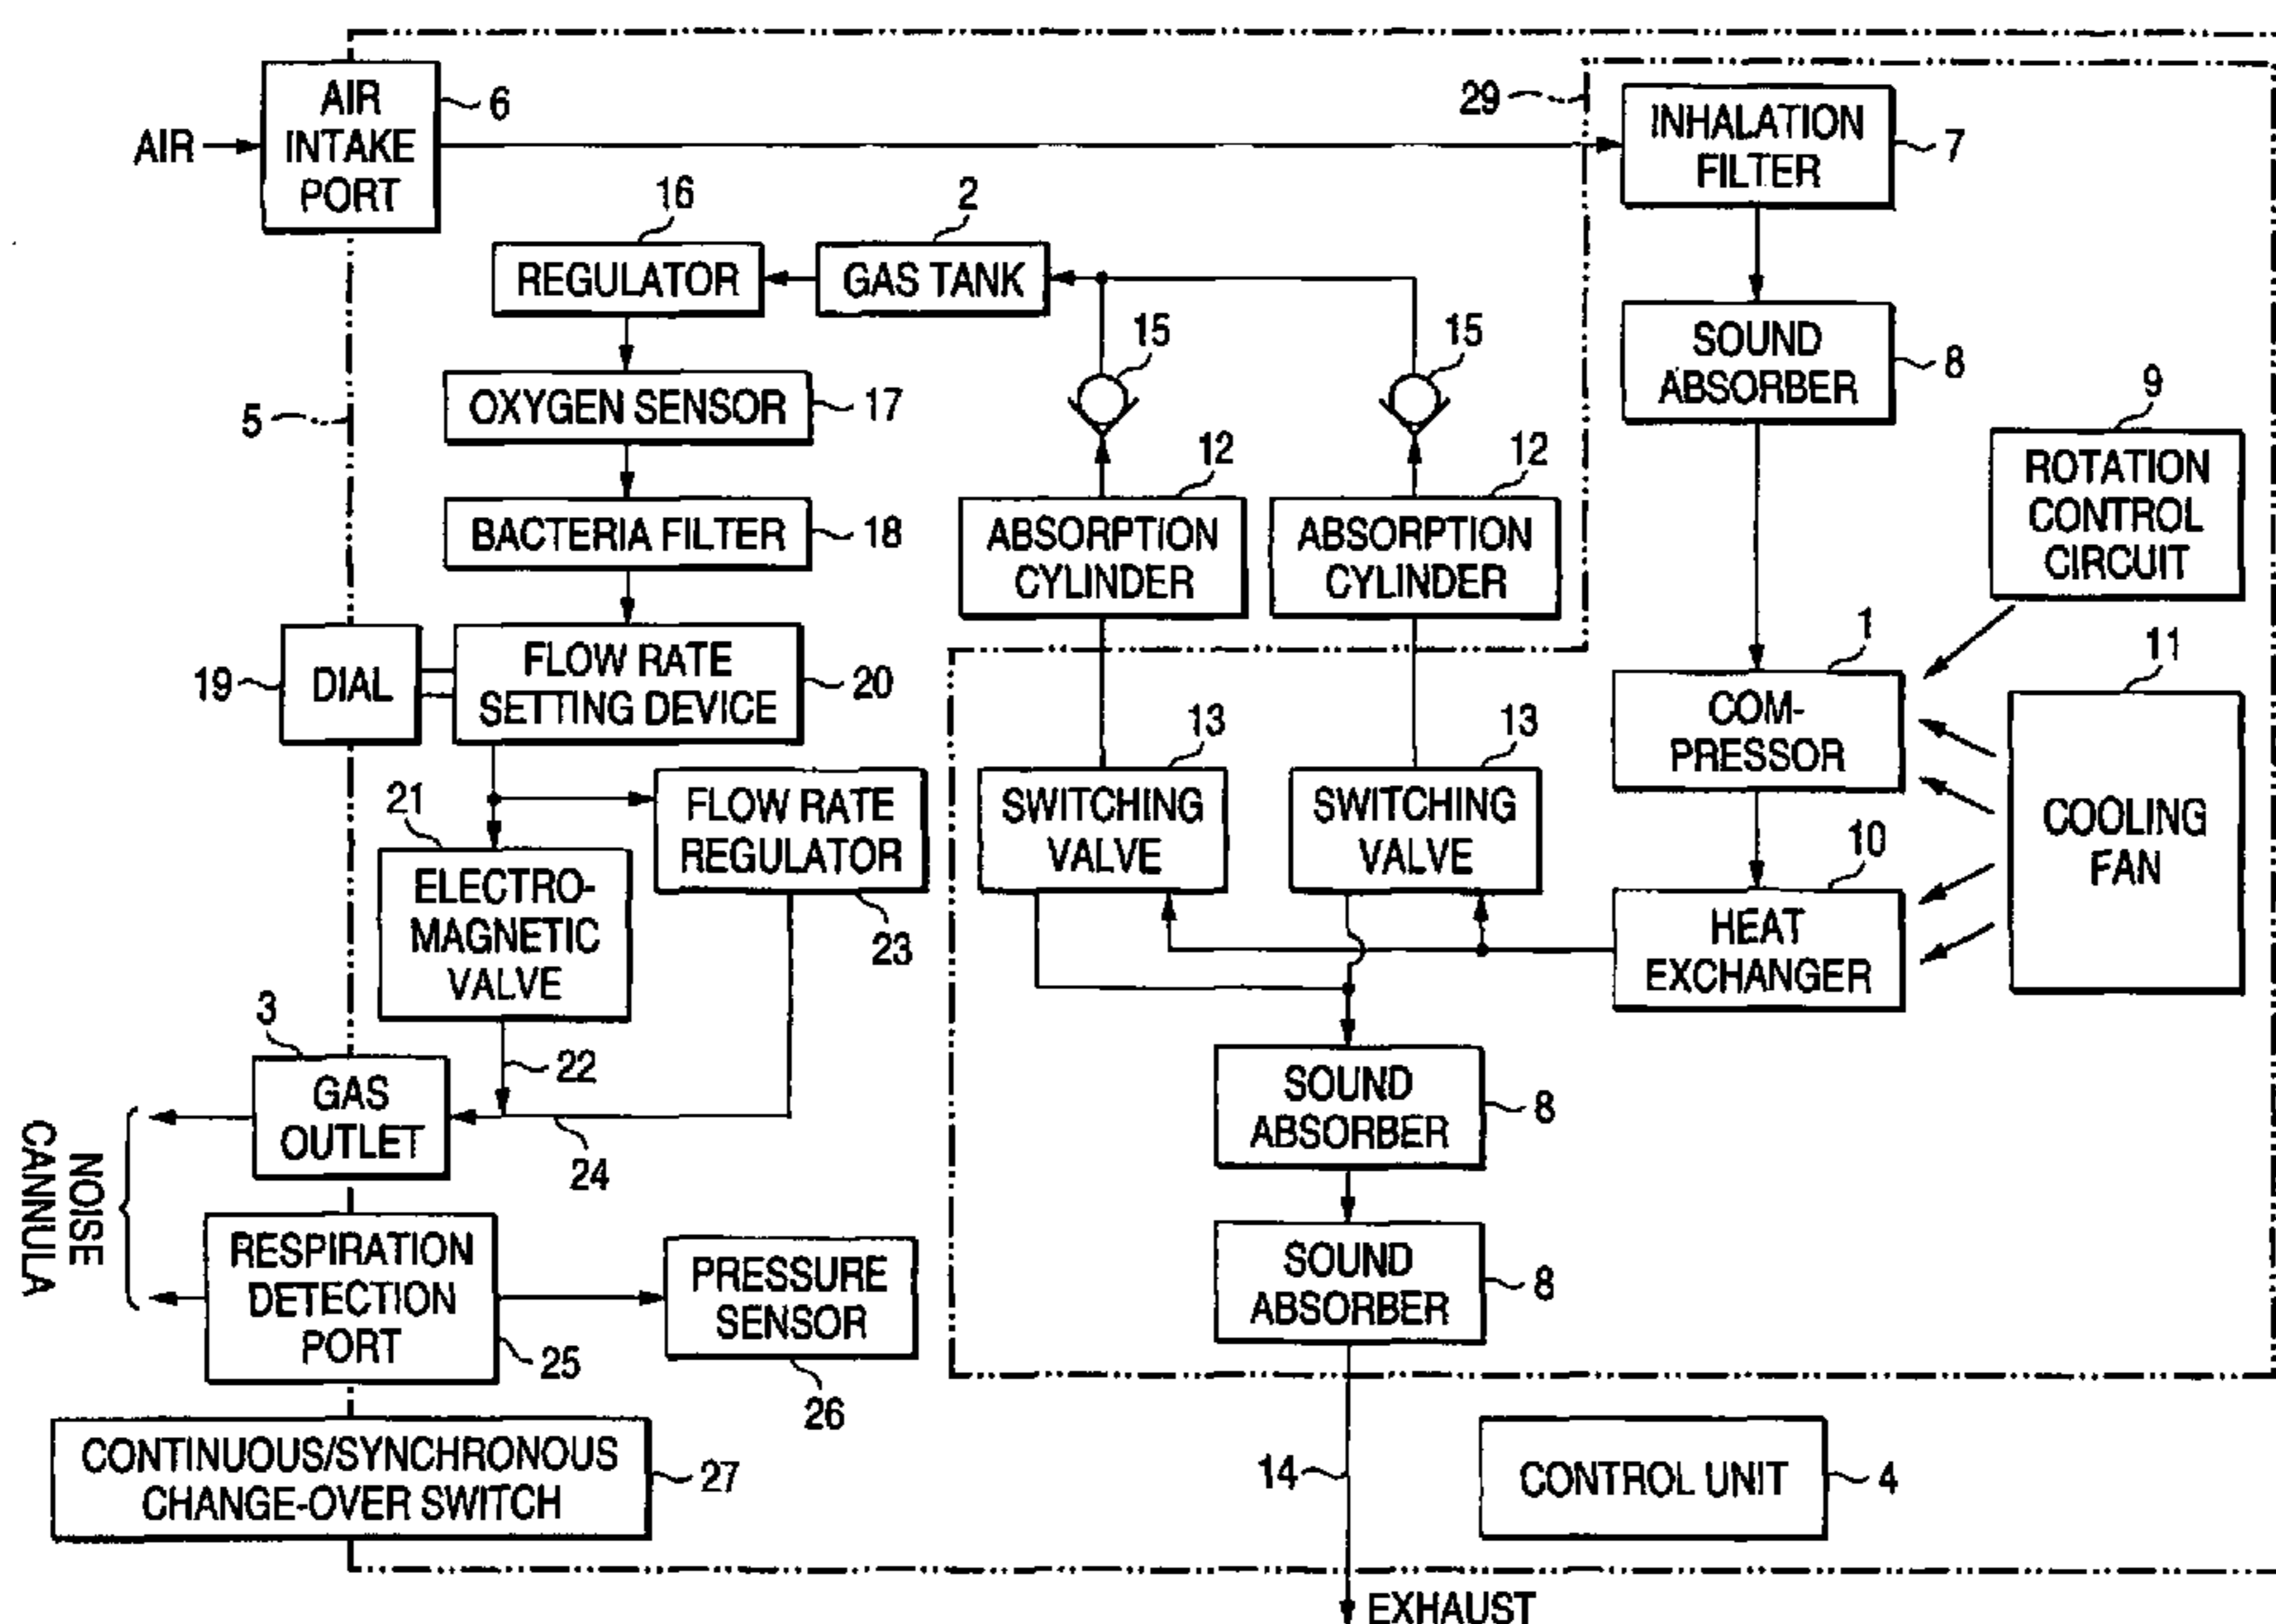 AIR
AIR
INTAKE
PORT
6
29
INHALATION
FILTER
7
16
2
REGULATOR
GAS TANK
15
15
SOUND
ABSORBER
8
9
ROTATION
CONTROL
CIRCUIT
5
OXYGEN SENSOR
17
12
12
BACTERIA FILTER
18
ABSORPTION
CYLINDER
ABSORPTION
CYLINDER
19
DIAL
FLOW RATE
SETTING DEVICE
20
1
COM-
PRESSOR
11
COOLING
FAN
13
13
SWITCHING
VALVE
SWITCHING
VALVE
21
ELECTRO-
MAGNETIC
VALVE
FLOW RATE
REGULATOR
23
10
HEAT
EXCHANGER
3
GAS
OUTLET
22
24
SOUND
ABSORBER
8
NOISE
CANNULA
RESPIRATION
DETECTION
PORT
25
PRESSURE
SENSOR
26
SOUND
ABSORBER
8
CONTINUOUS/SYNCHRONOUS
CHANGE-OVER SWITCH
27
14
CONTROL UNIT
4
EXHAUST